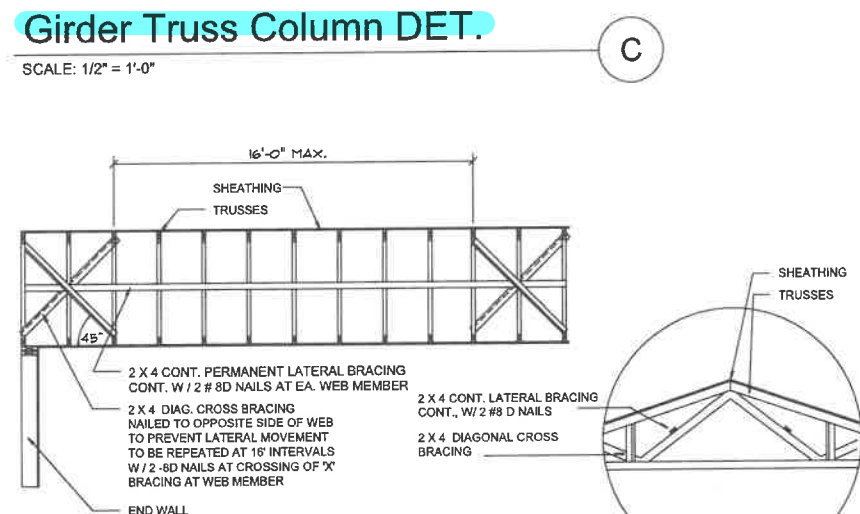 Girder Truss Column DET.
C
SCALE: 1/2" = 1'-0"
16'-0" MAX.
SHEATHING
TRUSSES
45°
2 X 4 CONT. PERMANENT LATERAL BRACING
CONT. W / 2 # 8D NAILS AT EA. WEB MEMBER
2 X 4 DIAG. CROSS BRACING
NAILED TO OPPOSITE SIDE OF WEB
TO PREVENT LATERAL MOVEMENT
TO BE REPEATED AT 16' INTERVALS
W / 2 -8D NAILS AT CROSSING OF 'X'
BRACING AT WEB MEMBER
END WALL
SHEATHING
TRUSSES
2 X 4 CONT. LATERAL BRACING
CONT., W/ 2 #8 D NAILS
2 X 4 DIAGONAL CROSS
BRACING